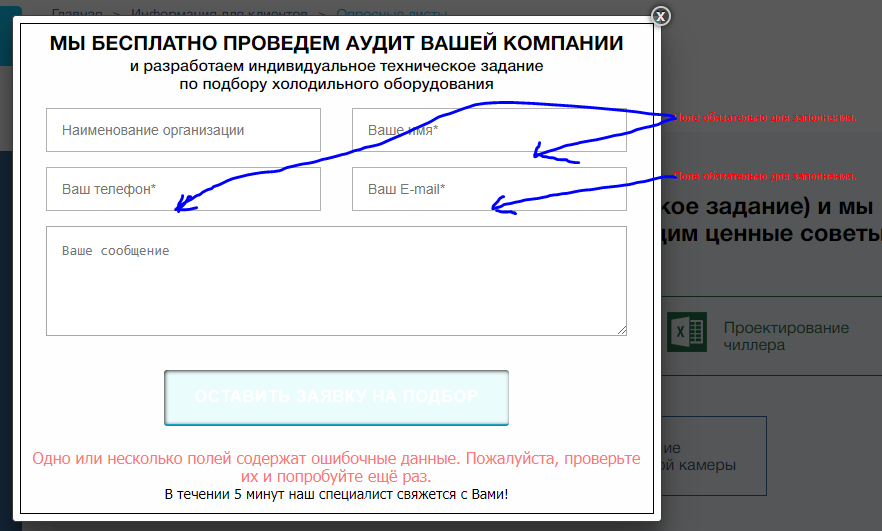 Главная > Информация для клиентов > Опросные листы
x
МЫ БЕСПЛАТНО ПРОВЕДЕМ АУДИТ ВАШЕЙ КОМПАНИИ
и разработаем индивидуальное техническое задание
по подбору холодильного оборудования
Наименование организации
Ваше имя*
Поле обязательно для заполнения.
Ваш телефон*
Ваш E-mail*
Поле обязательно для заполнения.
кое задание) и мы
дим ценные советы
Ваше сообщение
Проектирование
чиллера
ОСТАВИТЬ ЗАЯВКУ НА ПОДБОР
ие
ой камеры
Одно или несколько полей содержат ошибочные данные. Пожалуйста, проверьте
их и попробуйте ещё раз.
В течении 5 минут наш специалист свяжется с Вами!